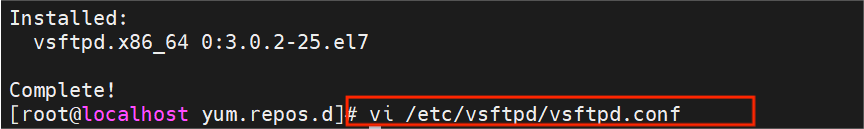 Installed:
  vsftpd.x86_64 0:3.0.2-25.el7

Complete!
[root@localhost yum.repos.d]# vi /etc/vsftpd/vsftpd.conf